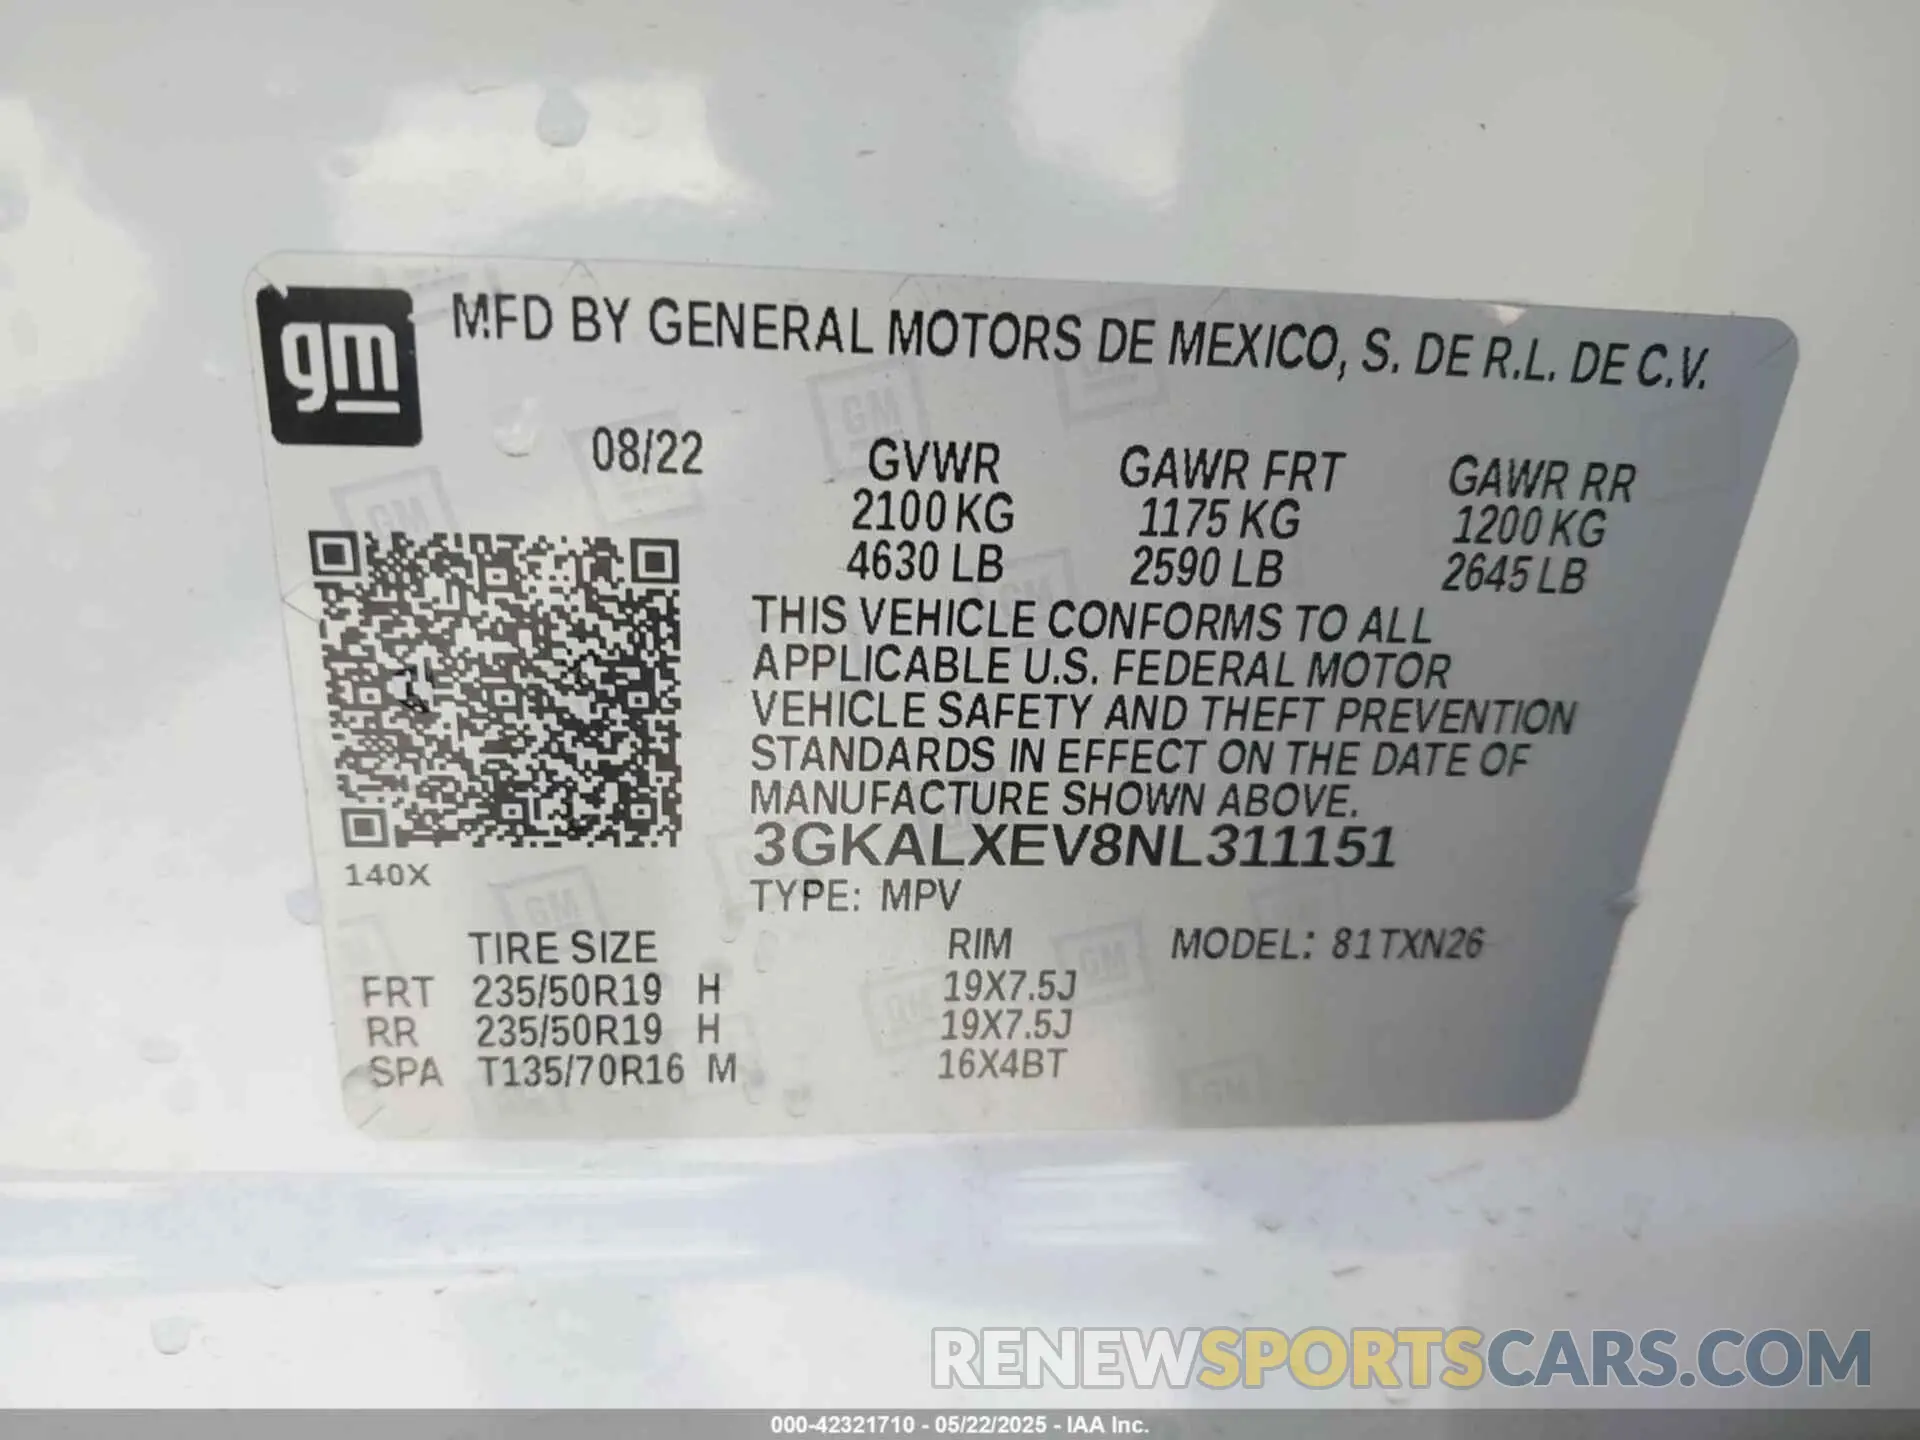 gm MFD BY GENERAL MOTORS DE MEXICO, S. DE R.L. DE C.V.
08/22 GVWR GAWR FRT GAWR RR
2100 KG 1175 KG 1200 KG
4630 LB 2590 LB 2645 LB
THIS VEHICLE CONFORMS TO ALL
APPLICABLE U.S. FEDERAL MOTOR
VEHICLE SAFETY AND THEFT PREVENTION
STANDARDS IN EFFECT ON THE DATE OF
MANUFACTURE SHOWN ABOVE.
3GKALXEV8NL311151
140X
TYPE: MPV
TIRE SIZE RIM MODEL: 81TXN26
FRT 235/50R19 H 19X7.5J
RR 235/50R19 H 19X7.5J
SPA T135/70R16 M 16X4BT
RENEWSPORTSCARS.COM
000-42321710 - 05/22/2025 - IAA Inc.